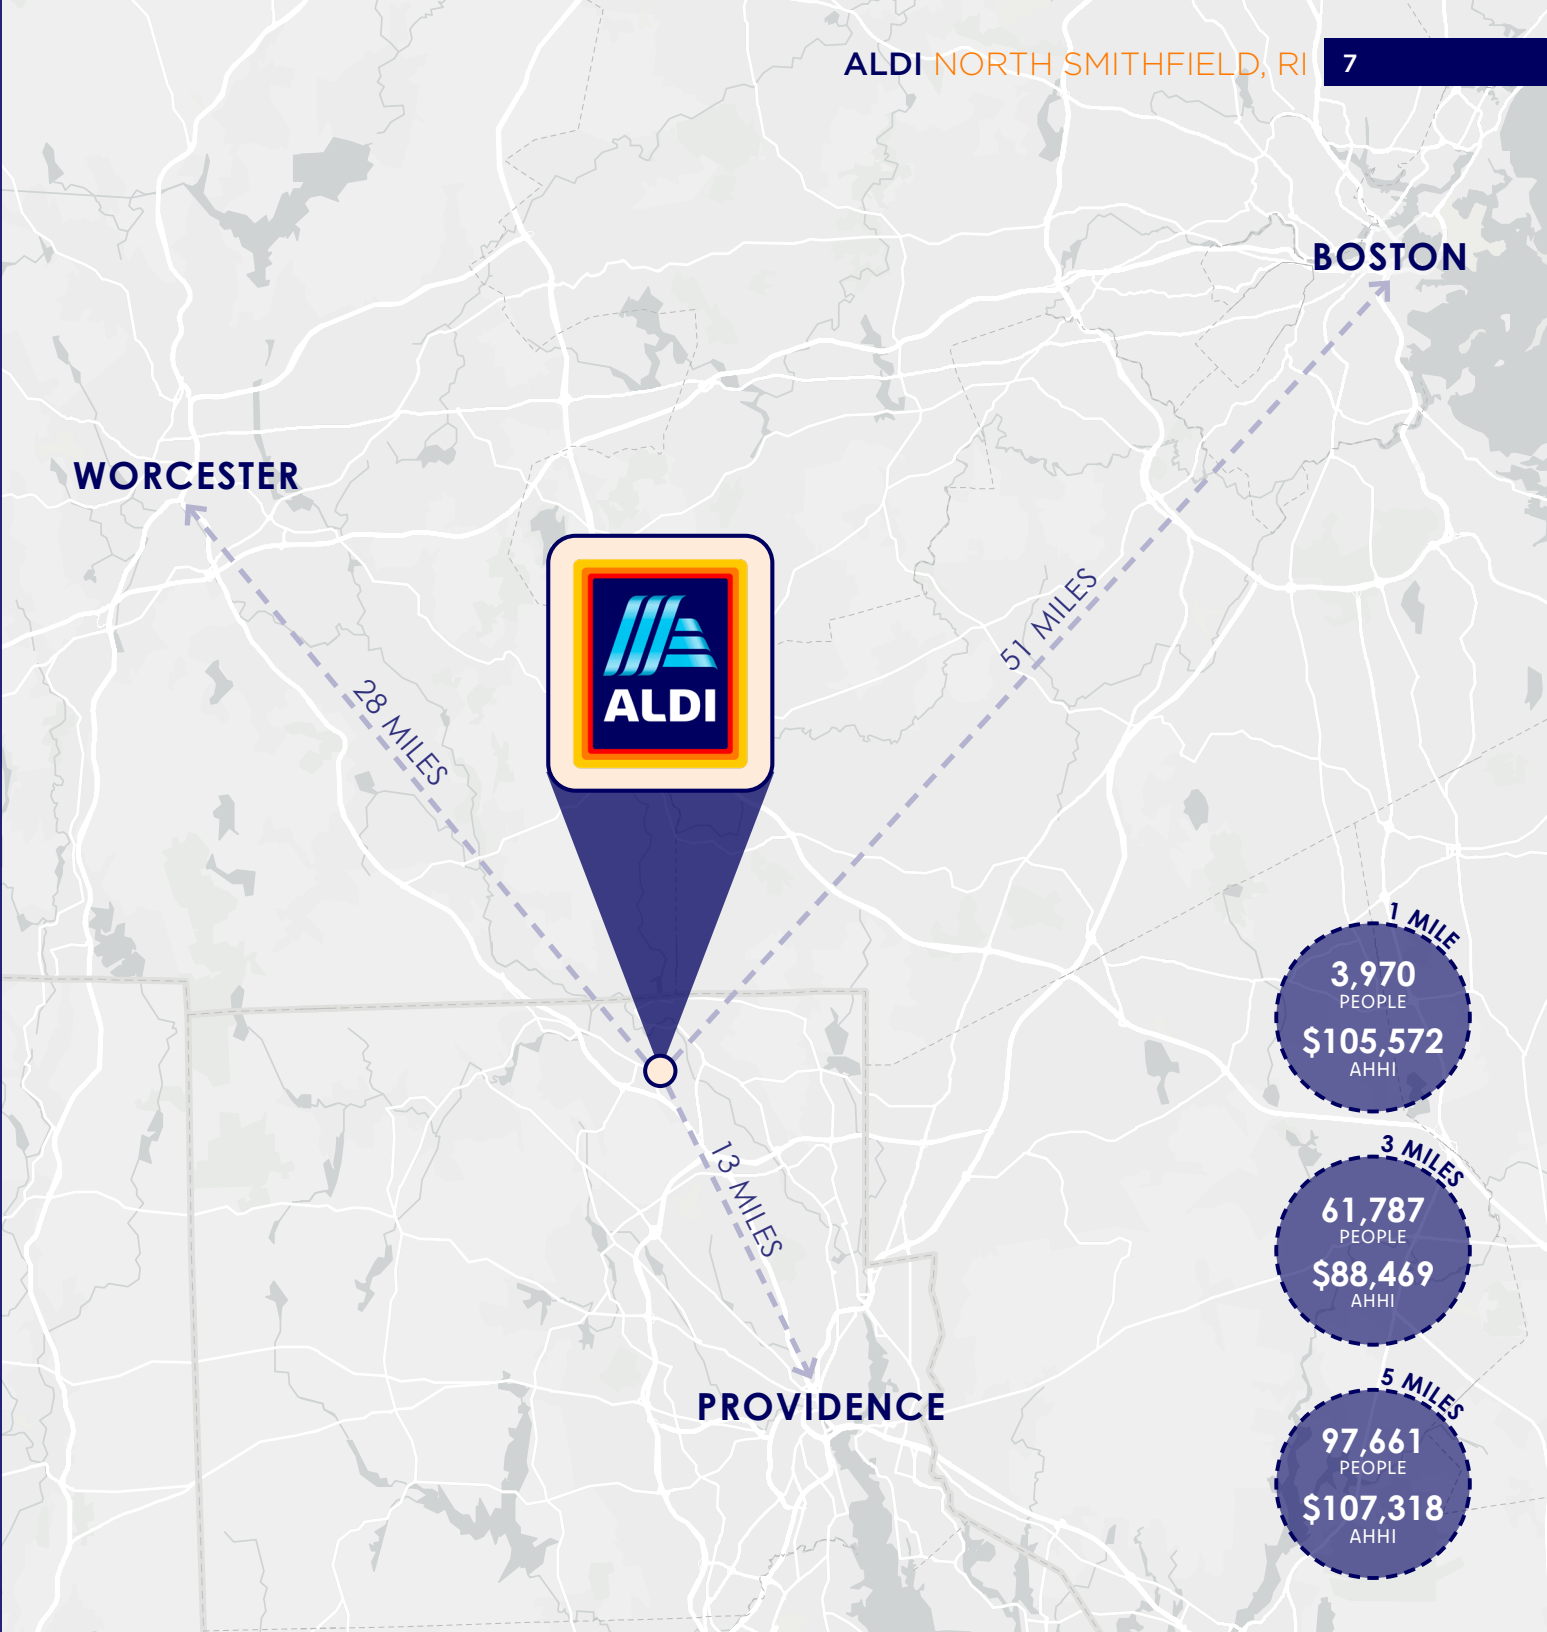 ALDI NORTH SMITHFIELD, RI 7
BOSTON
WORCESTER
ALDI
51 MILES
28 MILES
13 MILES
PROVIDENCE
1 MILE
3,970
PEOPLE
$105,572
AHHI
3 MILES
61,787
PEOPLE
$88,469
AHHI
5 MILES
97,661
PEOPLE
$107,318
AHHI